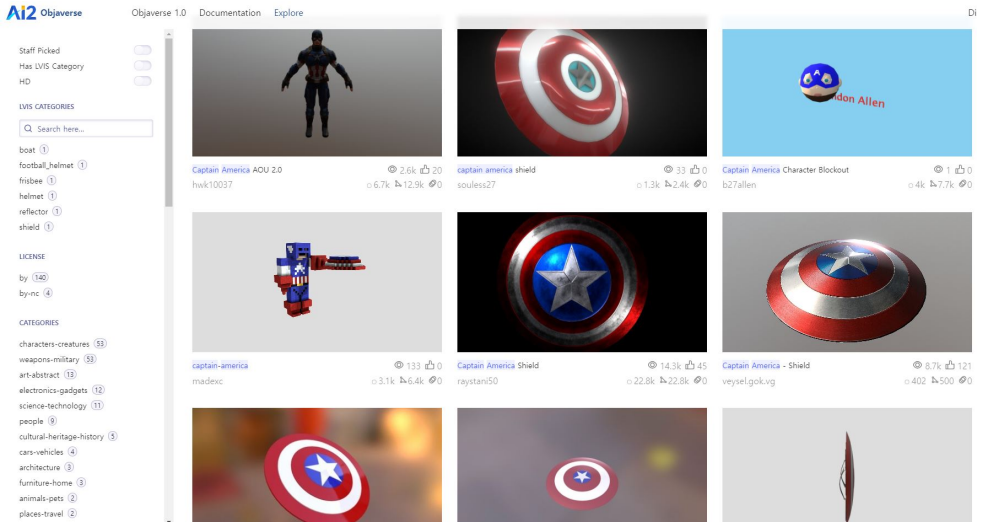 Ai2 Objaverse
Objaverse 1.0 Documentation Explore
Di
Staff Picked
Has LVIS Category
HD
LVIS CATEGORIES
Search here...
boat 1
football_helmet 1
frisbee 1
helmet 1
reflector 1
shield 1
LICENSE
by 140
by-nc 4
CATEGORIES
characters-creatures 53
weapons-military 53
art-abstract 13
electronics-gadgets 12
science-technology 11
people 9
cultural-heritage-history 5
cars-vehicles 4
architecture 3
furniture-home 3
animals-pets 2
places-travel 2
Captain America AOU 2.0 2.6k 20
hwk10037 6.7k 12.9k 0
captain america shield 33 0
souless27 1.3k 2.4k 0
Allen
Captain America Character Blockout 1 0
b27allen 4k 7.7k 0
captain-america 133 0
madexc 3.1k 6.4k 0
Captain America Shield 14.3k 45
raystani50 22.8k 22.8k 0
Captain America - Shield 8.7k 121
veysel.gok.vg 402 500 0